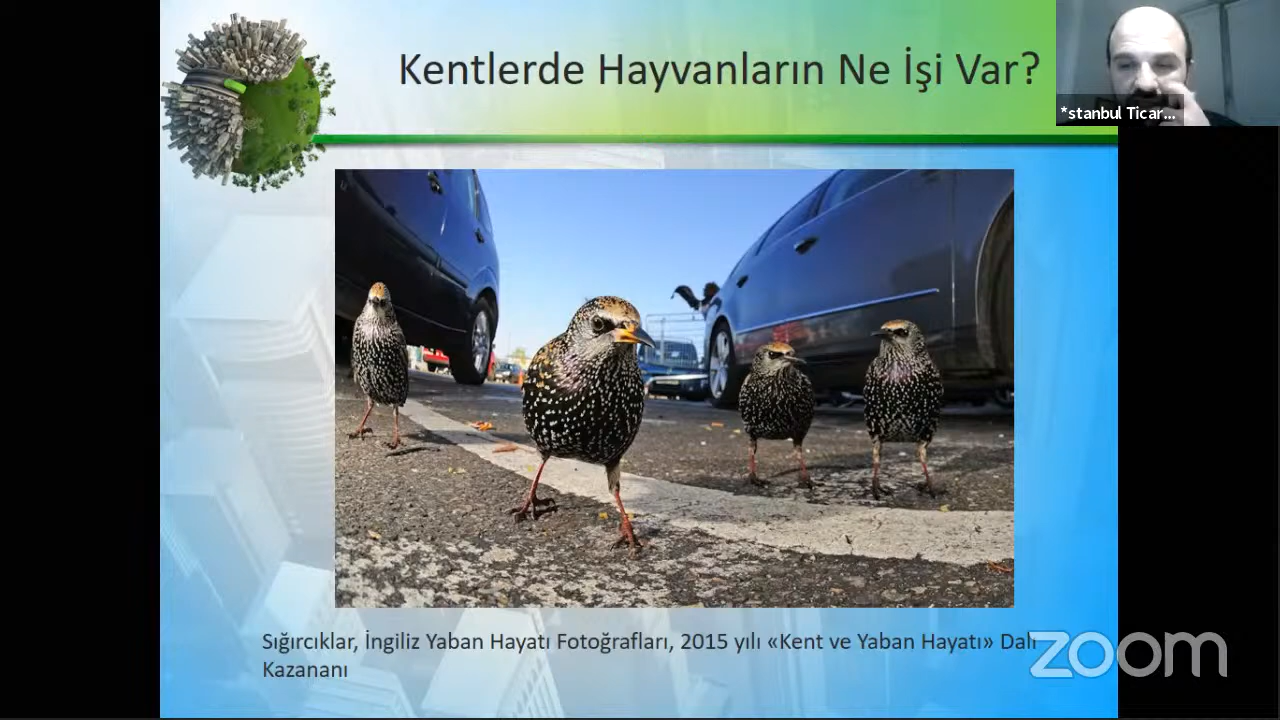 Kentlerde Hayvanların Ne İşi Var?
*stanbul Ticar...
Sığırcıklar, İngiliz Yaban Hayatı Fotoğrafları, 2015 yılı «Kent ve Yaban Hayatı» Dalı
Kazananı
zoom